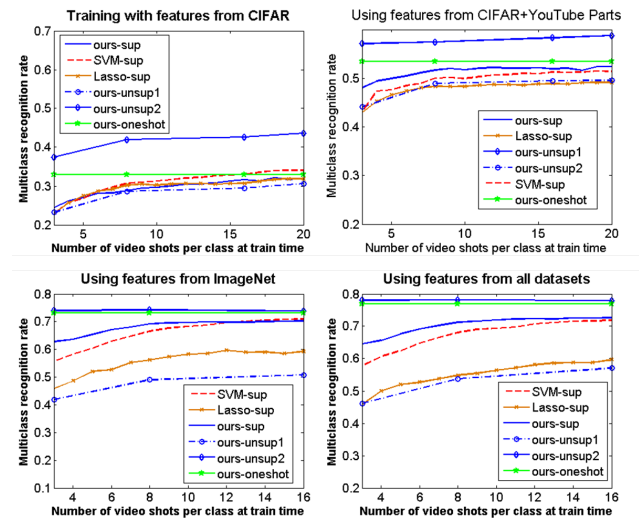 Training with features from CIFAR
0.7
0.6
0.5
0.4
0.3
0.2
Multiclass recognition rate
ours-sup
SVM-sup
Lasso-sup
ours-unsup1
ours-unsup2
ours-oneshot
5
10
15
20
Number of video shots per class at train time
Using features from CIFAR+YouTube Parts
0.5
0.4
0.2
Multiclass recognition rate
ours-sup
Lasso-sup
ours-unsup1
ours-unsup2
SVM-sup
ours-oneshot
5
10
15
20
Number of video shots per class at train time
Using features from ImageNet
0.8
0.7
0.6
0.5
0.4
0.3
0.2
0.1
Multiclass recognition rate
SVM-sup
Lasso-sup
ours-sup
ours-unsup1
ours-unsup2
ours-oneshot
4
6
8
10
12
14
16
Number of video shots per class at train time
Using features from all datasets
0.8
0.7
0.6
0.5
0.4
0.3
0.2
Multiclass recognition rate
SVM-sup
Lasso-sup
ours-sup
ours-unsup1
ours-unsup2
ours-oneshot
4
6
8
10
12
14
16
Number of video shots per class at train time